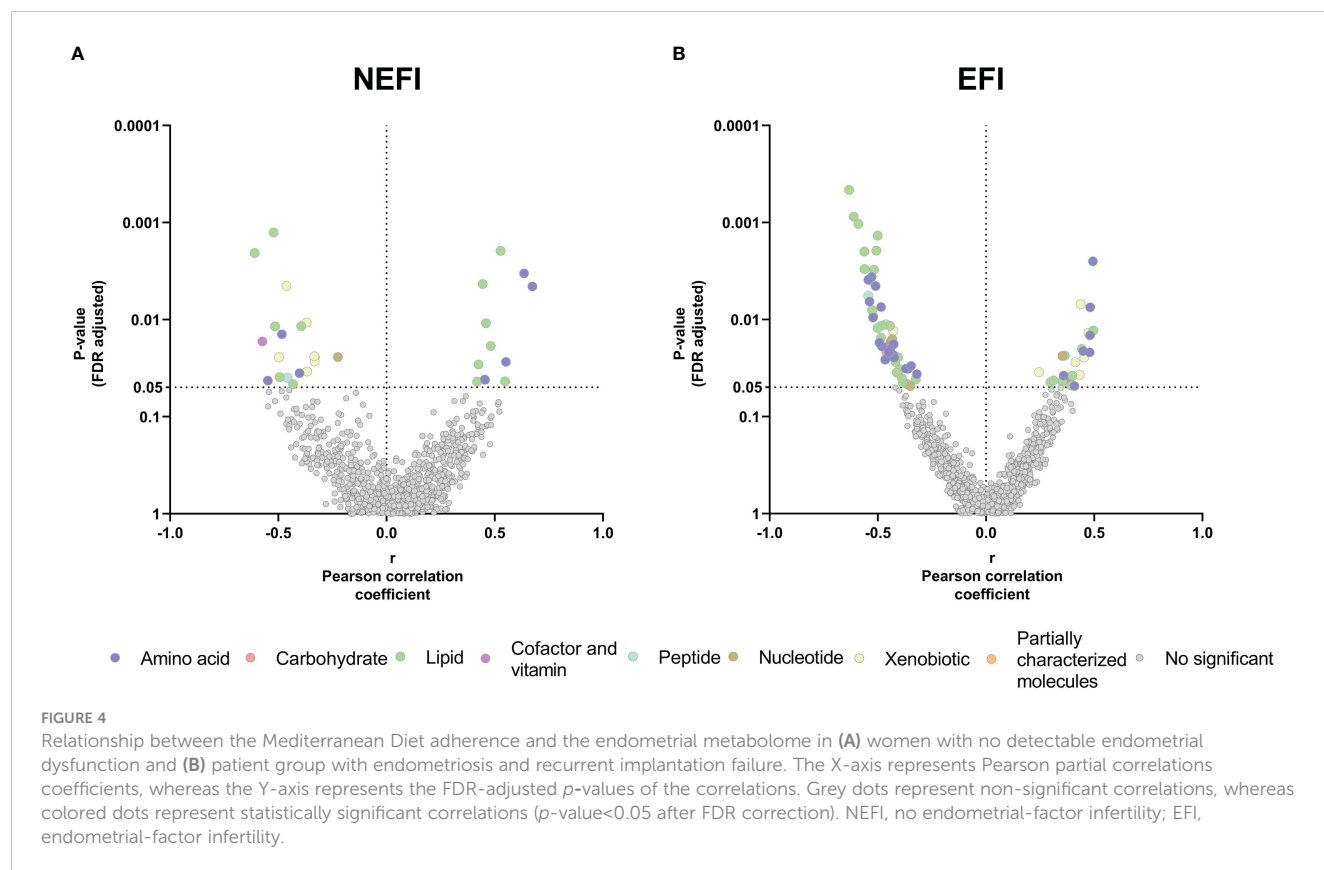 A
NEFI
0.0001
0.001
0.01
0.05
0.1
1
P-value
(FDR adjusted)
-1.0
-0.5
0.0
0.5
1.0
r
Pearson correlation
coefficient
B
EFI
0.0001
0.001
0.01
0.05
0.1
1
P-value
(FDR adjusted)
-1.0
-0.5
0.0
0.5
1.0
r
Pearson correlation
coefficient
Amino acid
Carbohydrate
Lipid
Cofactor and
vitamin
Peptide
Nucleotide
Xenobiotic
Partially
characterized
molecules
No significant
FIGURE 4
Relationship between the Mediterranean Diet adherence and the endometrial metabolome in (A) women with no detectable endometrial
dysfunction and (B) patient group with endometriosis and recurrent implantation failure. The X-axis represents Pearson partial correlations
coefficients, whereas the Y-axis represents the FDR-adjusted p-values of the correlations. Grey dots represent non-significant correlations, whereas
colored dots represent statistically significant correlations (p-value<0.05 after FDR correction). NEFI, no endometrial-factor infertility; EFI,
endometrial-factor infertility.